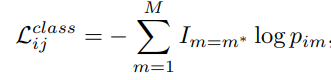 \mathcal{L}_{ij}^{class} = - \sum_{m=1}^{M} I_{m=m^*} \log p_{im},